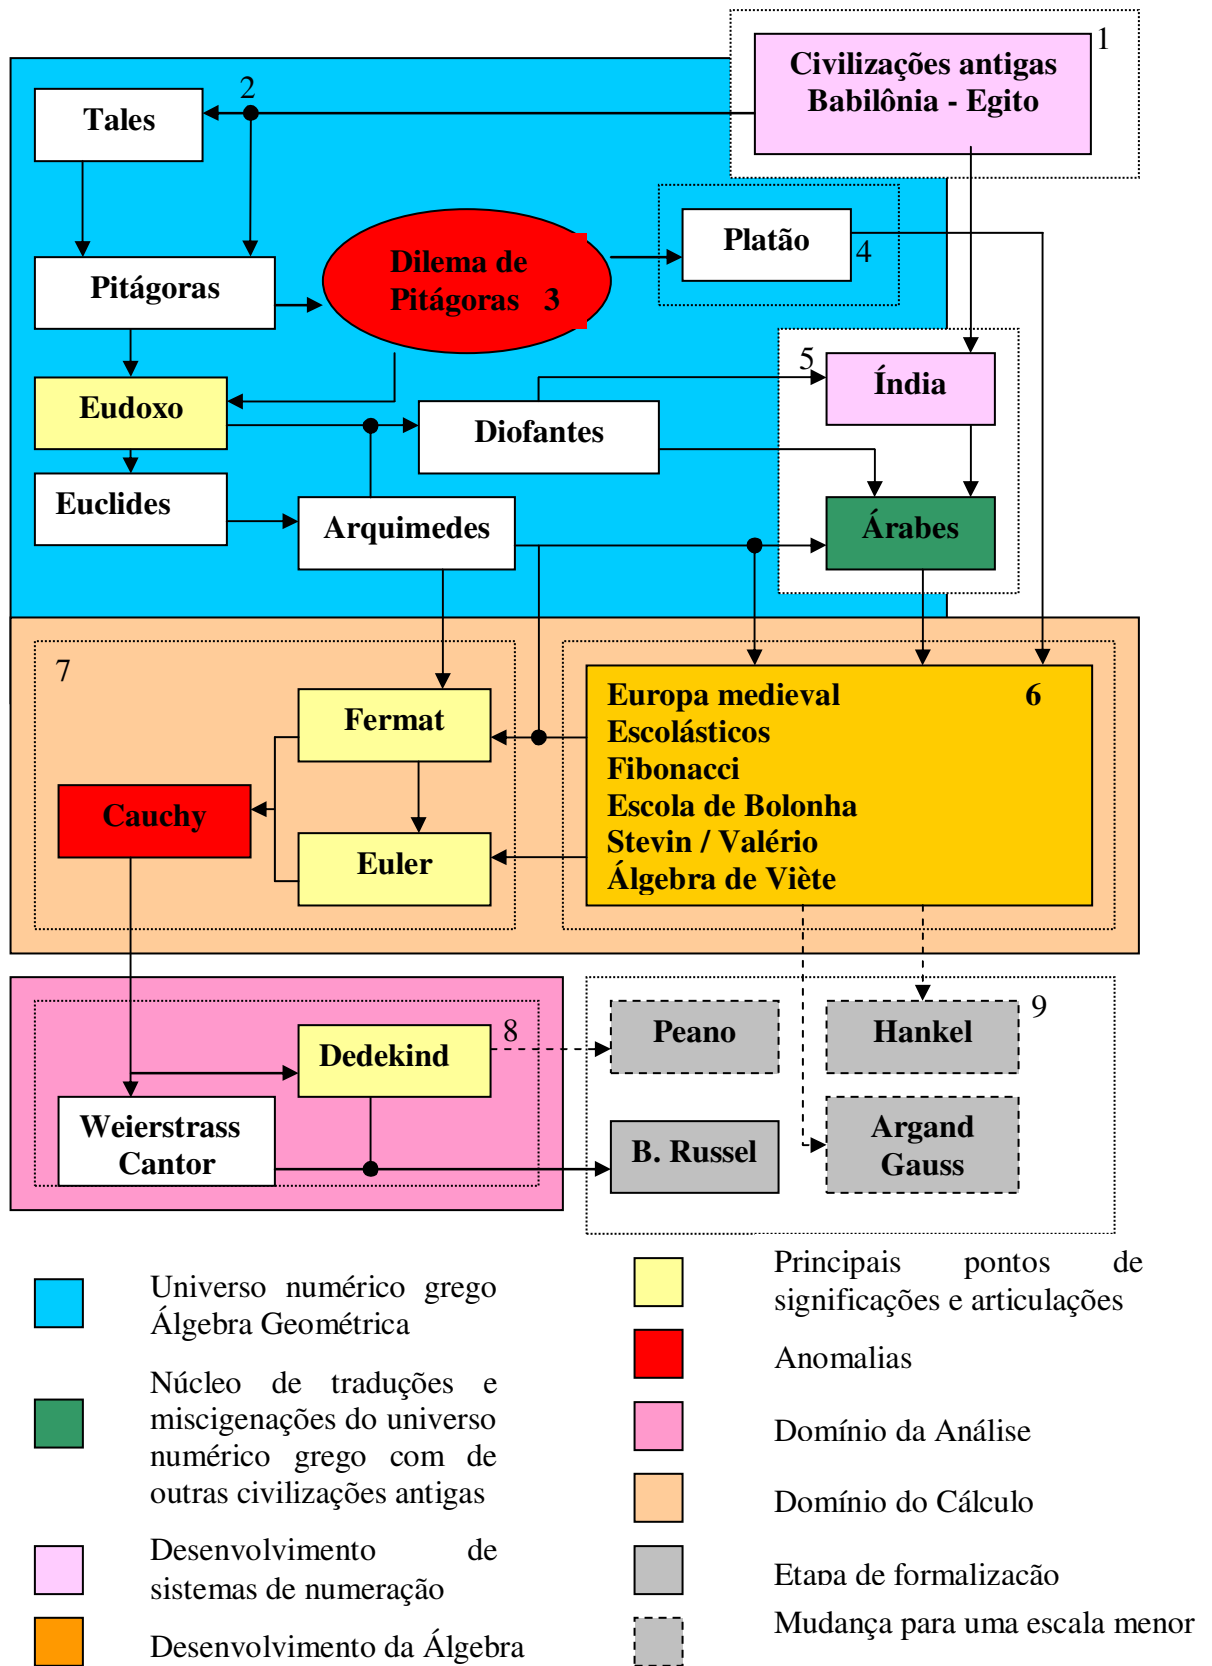 1
Civilizações antigas
Babilônia - Egito
2
Tales
Platão
4
Dilema de
Pitágoras 3
Pitágoras
5
Índia
Eudoxo
Diofantes
Euclides
Arquimedes
Árabes
7
Fermat
Cauchy
Euler
Europa medieval 6
Escolásticos
Fibonacci
Escola de Bolonha
Stevin / Valério
Álgebra de Viète
8
Dedekind
Weierstrass
Cantor
9
Peano
Hankel
B. Russel
Argand
Gauss
Universo numérico grego
Álgebra Geométrica
Núcleo de traduções e
miscigenações do universo
numérico grego com de
outras civilizações antigas
Desenvolvimento de
sistemas de numeração
Desenvolvimento da Álgebra
Principais pontos de
significações e articulações
Anomalias
Domínio da Análise
Domínio do Cálculo
Etapa de formalização
Mudança para uma escala menor